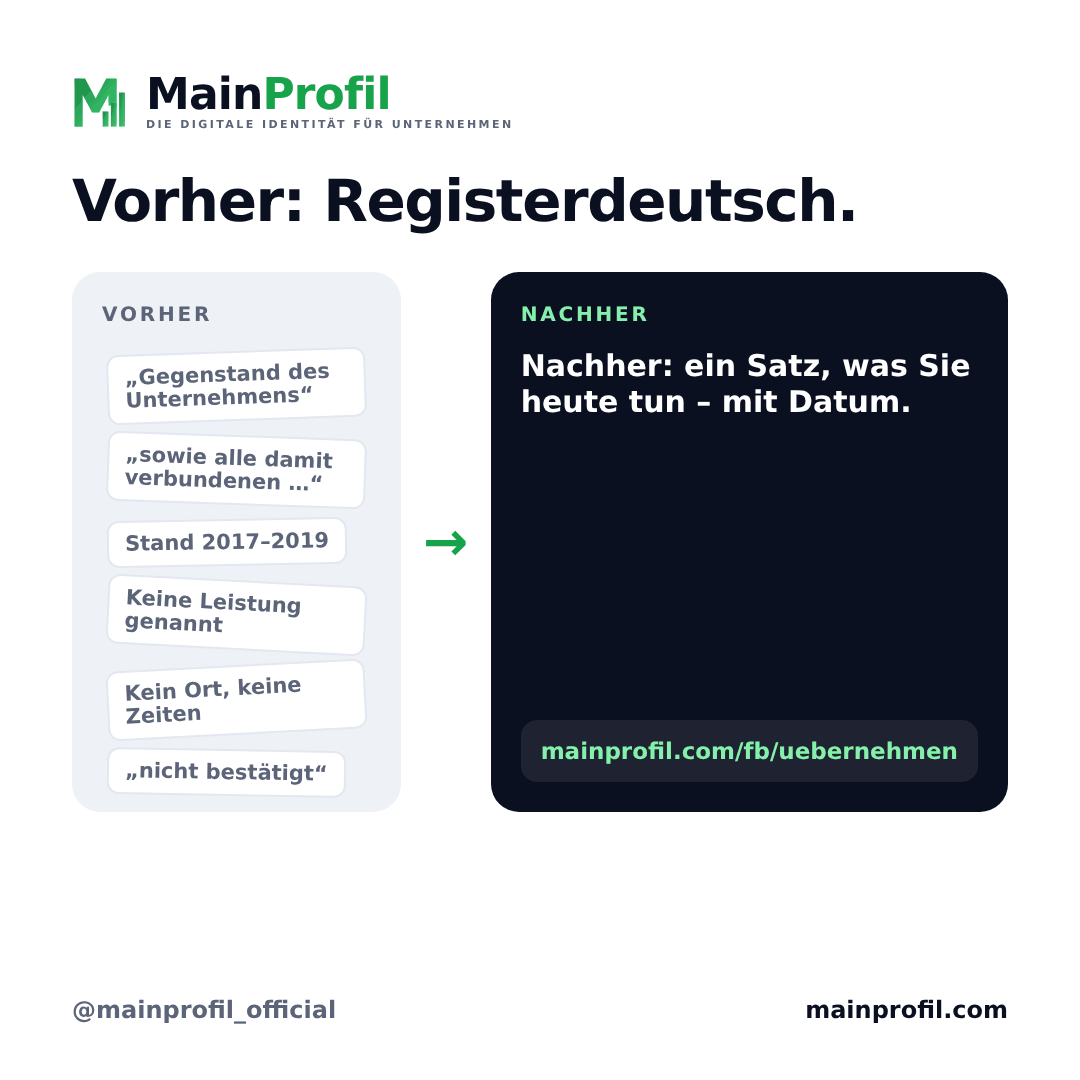 MainProfil
DIE DIGITALE IDENTITÄT FÜR UNTERNEHMEN
Vorher: Registerdeutsch.
VORHER
„Gegenstand des
Unternehmens“
„sowie alle damit
verbundenen …“
Stand 2017–2019
Keine Leistung
genannt
Kein Ort, keine
Zeiten
„nicht bestätigt“
→
NACHHER
Nachher: ein Satz, was Sie
heute tun – mit Datum.
mainprofil.com/fb/uebernehmen
@mainprofil_official
mainprofil.com